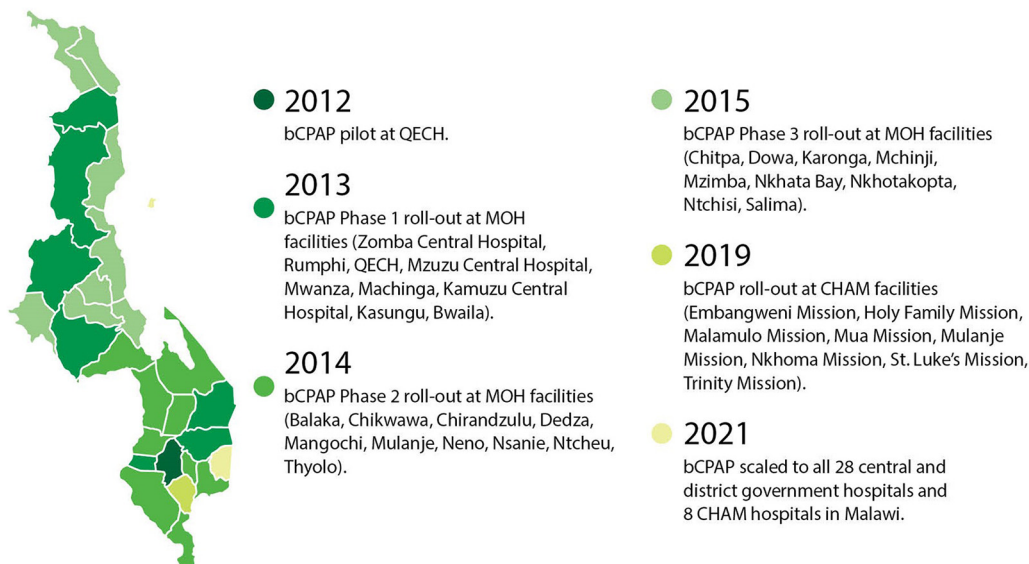 2012
bCPAP pilot at QECH.
2013
bCPAP Phase 1 roll-out at MOH
facilities (Zomba Central Hospital,
Rumphi, QECH, Mzuzu Central Hospital,
Mwanza, Machinga, Kamuzu Central
Hospital, Kasungu, Bwaila).
2014
bCPAP Phase 2 roll-out at MOH facilities
(Balaka, Chikwawa, Chirandzulu, Dedza,
Mangochi, Mulanje, Neno, Nsanie, Ntcheu,
Thyolo).
2015
bCPAP Phase 3 roll-out at MOH facilities
(Chitpa, Dowa, Karonga, Mchinji,
Mzimba, Nkhata Bay, Nkhotakopta,
Ntchisi, Salima).
2019
bCPAP roll-out at CHAM facilities
(Embangweni Mission, Holy Family Mission,
Malamulo Mission, Mua Mission, Mulanje
Mission, Nkhoma Mission, St. Luke's Mission,
Trinity Mission).
2021
bCPAP scaled to all 28 central and
district government hospitals and
8 CHAM hospitals in Malawi.